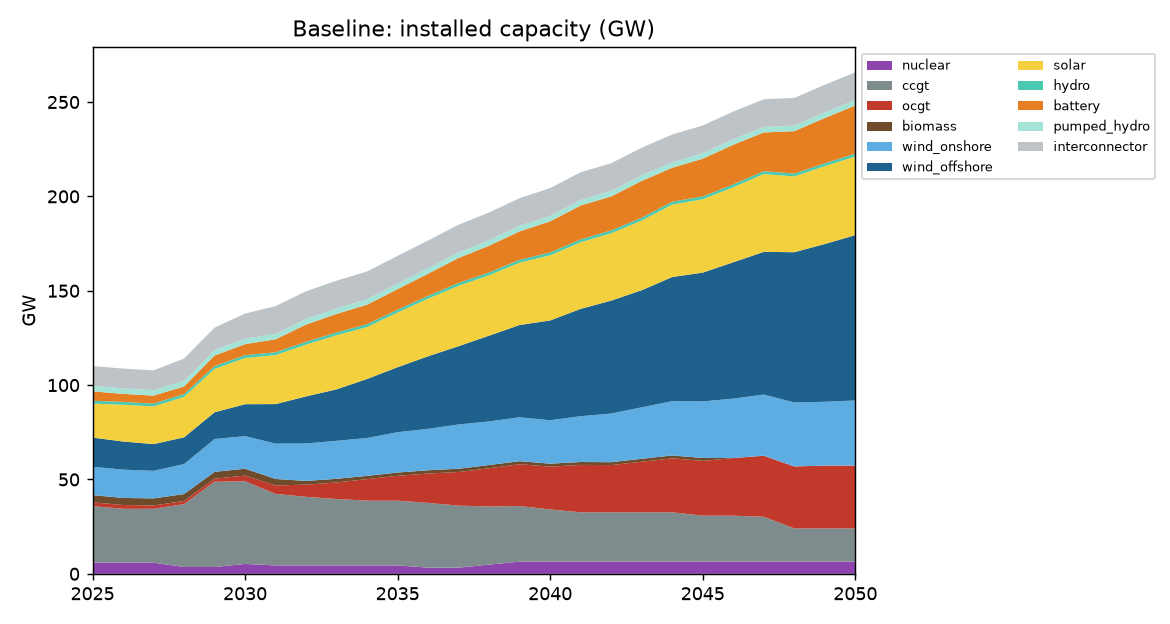 Baseline: installed capacity (GW)
GW
250
200
150
100
50
0
2025 2030 2035 2040 2045 2050
nuclear solar
ccgt hydro
ocgt battery
biomass pumped_hydro
wind_onshore interconnector
wind_offshore